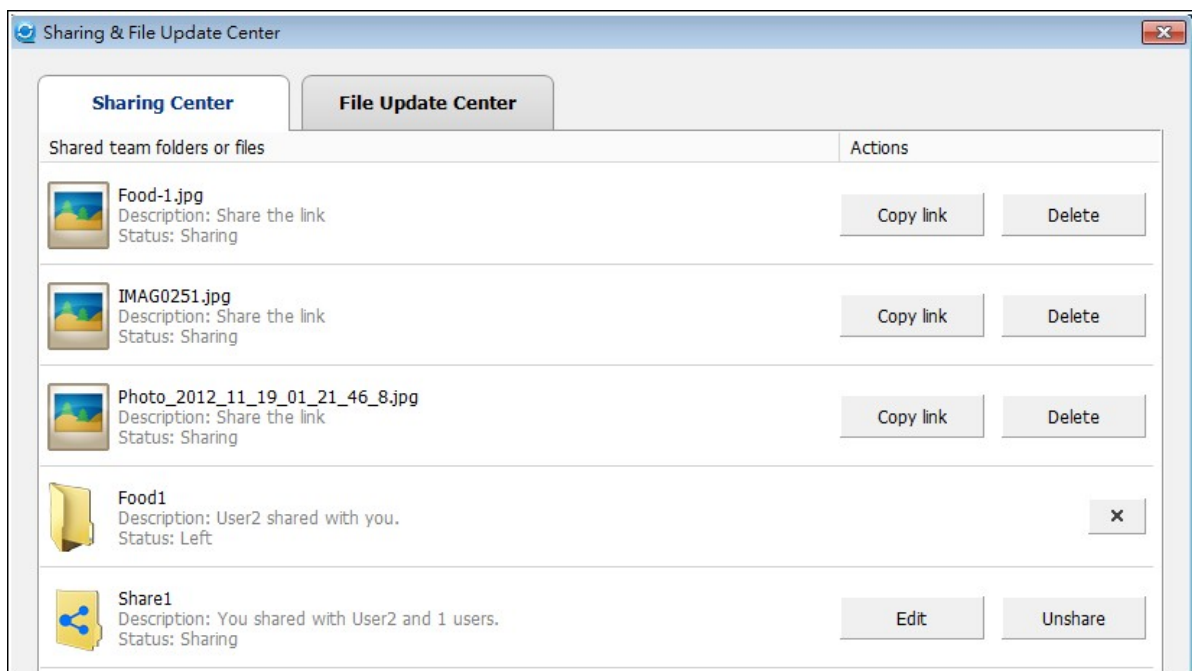 Sharing & File Update Center
Sharing Center File Update Center
Shared team folders or files Actions
Food-1.jpg
Description: Share the link
Status: Sharing
Copy link Delete
IMAG0251.jpg
Description: Share the link
Status: Sharing
Copy link Delete
Photo_2012_11_19_01_21_46_8.jpg
Description: Share the link
Status: Sharing
Copy link Delete
Food1
Description: User2 shared with you.
Status: Left
Share1
Description: You shared with User2 and 1 users.
Status: Sharing
Edit Unshare